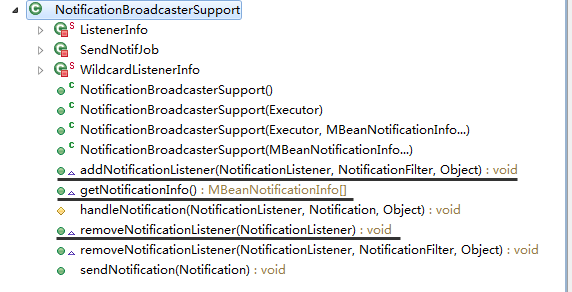 NotificationBroadcasterSupport
S ListenerInfo
S SendNotifJob
S WildcardListenerInfo
C NotificationBroadcasterSupport()
C NotificationBroadcasterSupport(Executor)
C NotificationBroadcasterSupport(Executor, MBeanNotificationInfo...)
C NotificationBroadcasterSupport(MBeanNotificationInfo...)
addNotificationListener(NotificationListener, NotificationFilter, Object) : void
getNotificationInfo() : MBeanNotificationInfo[]
handleNotification(NotificationListener, Notification, Object) : void
removeNotificationListener(NotificationListener) : void
removeNotificationListener(NotificationListener, NotificationFilter, Object) : void
sendNotification(Notification) : void